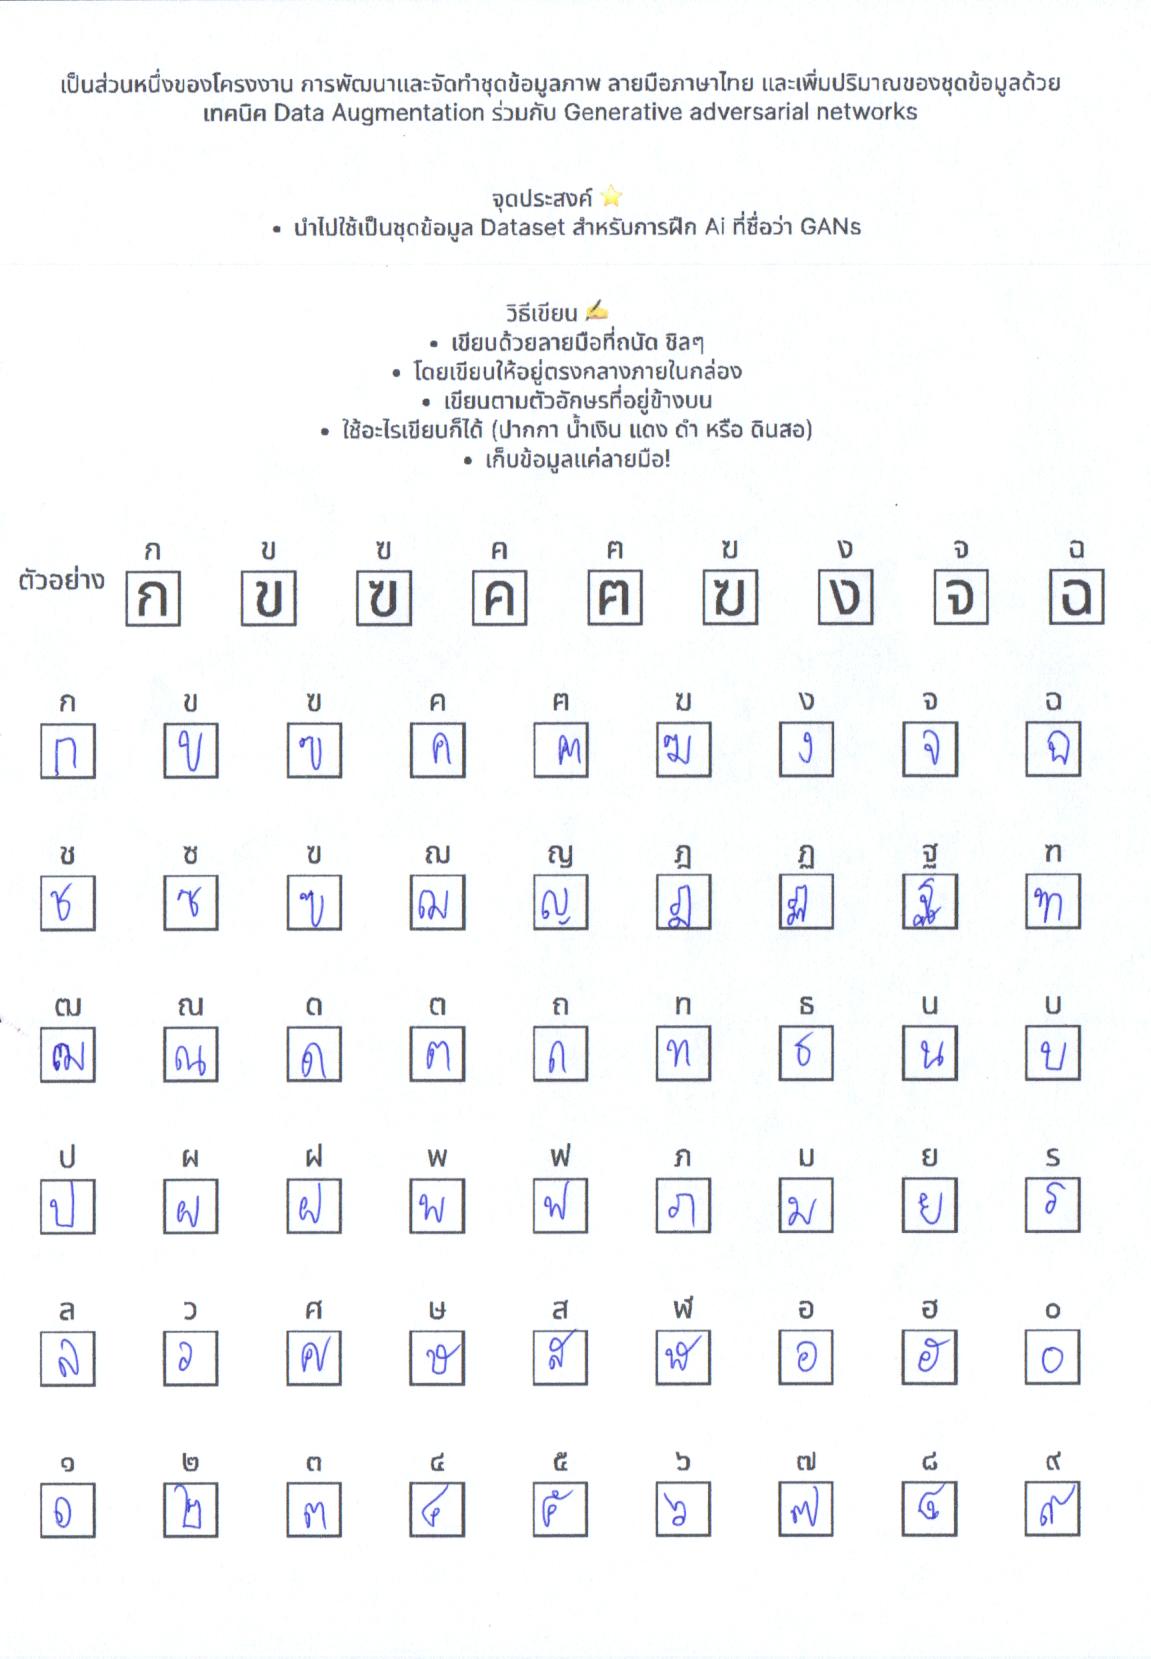 เป็นส่วนหนึ่งของโครงงาน การพัฒนาและจัดทำชุดข้อมูลภาพ ลายมือภาษาไทย และเพิ่มปริมาณของชุดข้อมูลด้วย
เทคนิค Data Augmentation ร่วมกับ Generative adversarial networks
จุดประสงค์ ⭐
• นำไปใช้เป็นชุดข้อมูล Dataset สำหรับการฝึก Ai ที่ชื่อว่า GANs
วิธีเขียน ✍
• เขียนด้วยลายมือที่ถนัด ชิลๆ
• โดยเขียนให้อยู่ตรงกลางภายในกล่อง
• เขียนตามตัวอักษรที่อยู่ข้างบน
• ใช้อะไรเขียนก็ได้ (ปากกา น้ำเงิน แดง ดำ หรือ ดินสอ)
• เก็บข้อมูลแค่ลายมือ!
ก ข ฃ ค ฅ ฆ ง จ ฉ
ตัวอย่าง ก ข ฃ ค ฅ ฆ ง จ ฉ
ก ข ฃ ค ฅ ฆ ง จ ฉ
ก ข ฃ ค ฅ ฆ ง จ ฉ
ช ซ ฃ ฌ ญ ฎ ฏ ฐ ฑ
ช ซ ฃ ฌ ญ ฎ ฏ ฐ ฑ
ฒ ณ ด ต ถ ท ธ น บ
ฒ ณ ด ต ถ ท ธ น บ
ป ผ ฝ พ ฟ ภ ม ย ร
ป ผ ฝ พ ฟ ภ ม ย ร
ล ว ศ ษ ส ฬ อ ฮ ๐
ล ว ศ ษ ส ฬ อ ฮ ๐
๑ ๒ ๓ ๔ ๕ ๖ ๗ ๘ ๙
๑ ๒ ๓ ๔ ๕ ๖ ๗ ๘ ๙